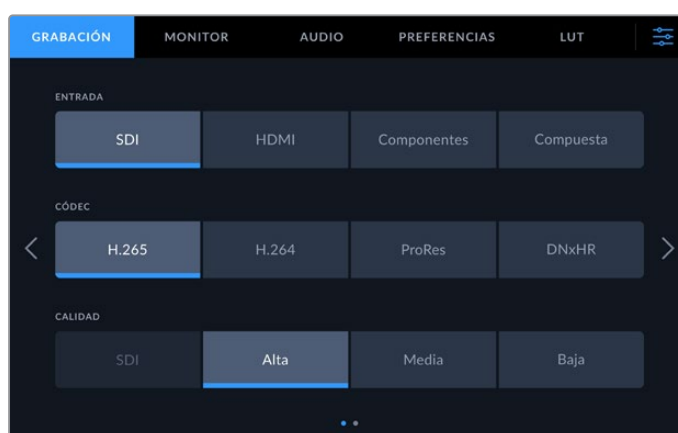 GRABACIÓN MONITOR AUDIO PREFERENCIAS LUT
ENTRADA
SDI HDMI Componentes Compuesta
CÓDEC
H.265 H.264 ProRes DNxHR
CALIDAD
SDI Alta Media Baja